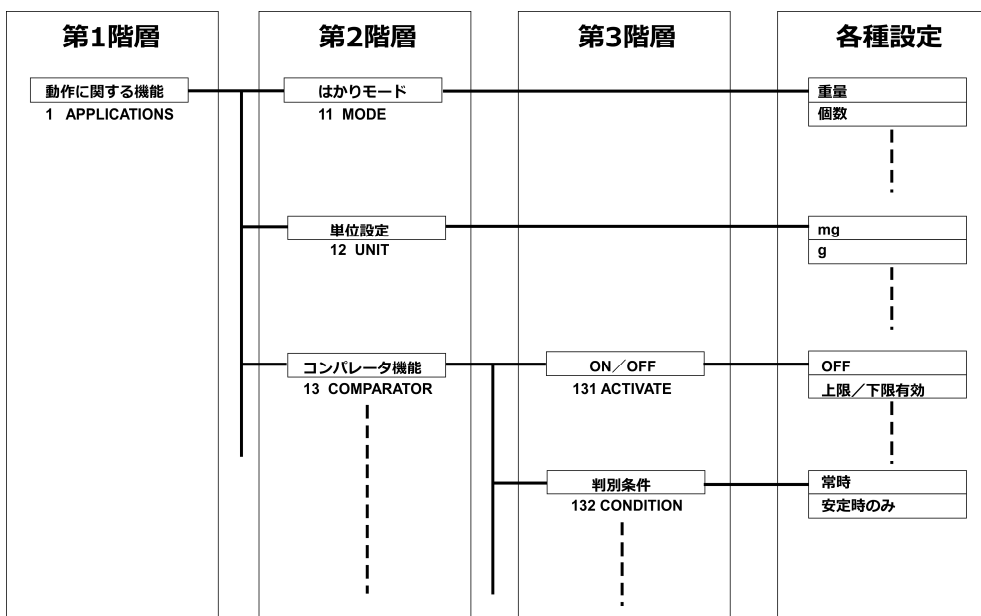 第1階層
第2階層
第3階層
各種設定
動作に関する機能
1 APPLICATIONS
はかりモード
11 MODE
重量
個数
単位設定
12 UNIT
mg
g
コンパレータ機能
13 COMPARATOR
ON／OFF
131 ACTIVATE
OFF
上限／下限有効
判別条件
132 CONDITION
常時
安定時のみ